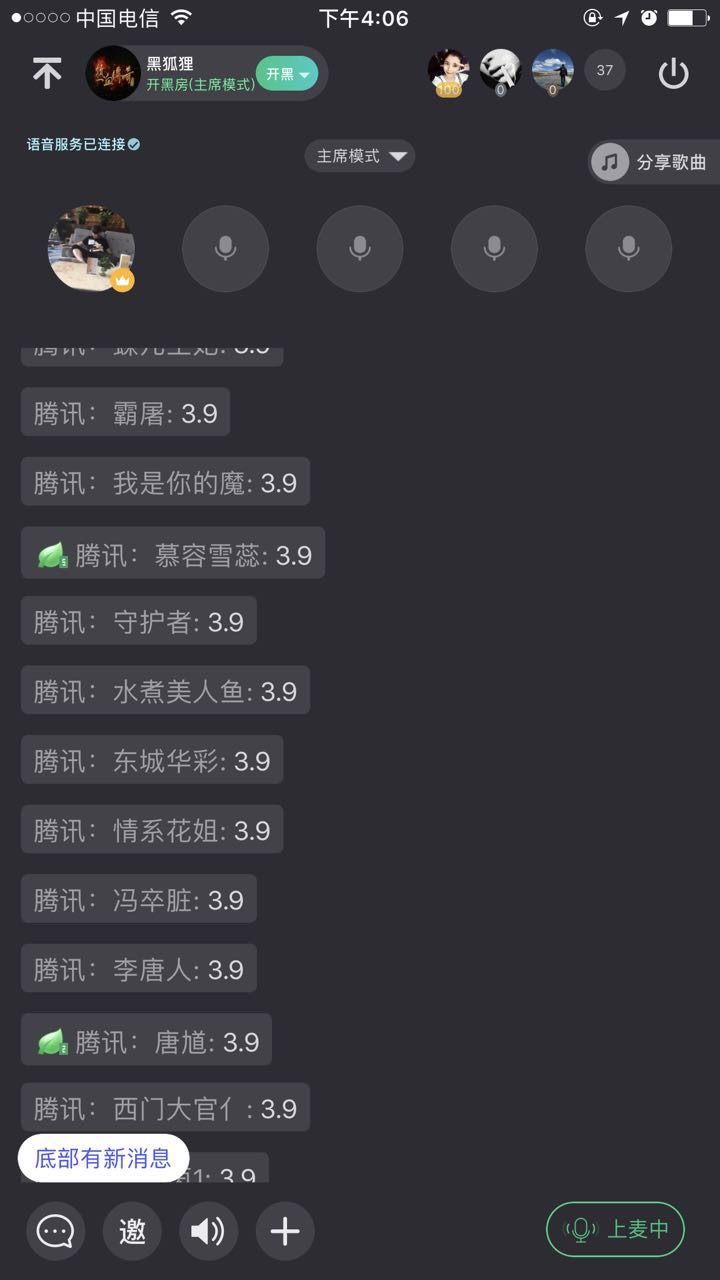 中国电信
下午4:06
黑狐狸
开黑房(主席模式)
开黑
100
0
0
37
语音服务已连接
主席模式
分享歌曲
腾讯：
3.9
腾讯：霸屠: 3.9
腾讯：我是你的魔: 3.9
5 腾讯：慕容雪蕊: 3.9
腾讯：守护者: 3.9
腾讯：水煮美人鱼: 3.9
腾讯：东城华彩: 3.9
腾讯：情系花姐: 3.9
腾讯：冯卒脏: 3.9
腾讯：李唐人: 3.9
2 腾讯：唐馗: 3.9
腾讯：西门大官亻: 3.9
1: 3.9
底部有新消息
邀
上麦中